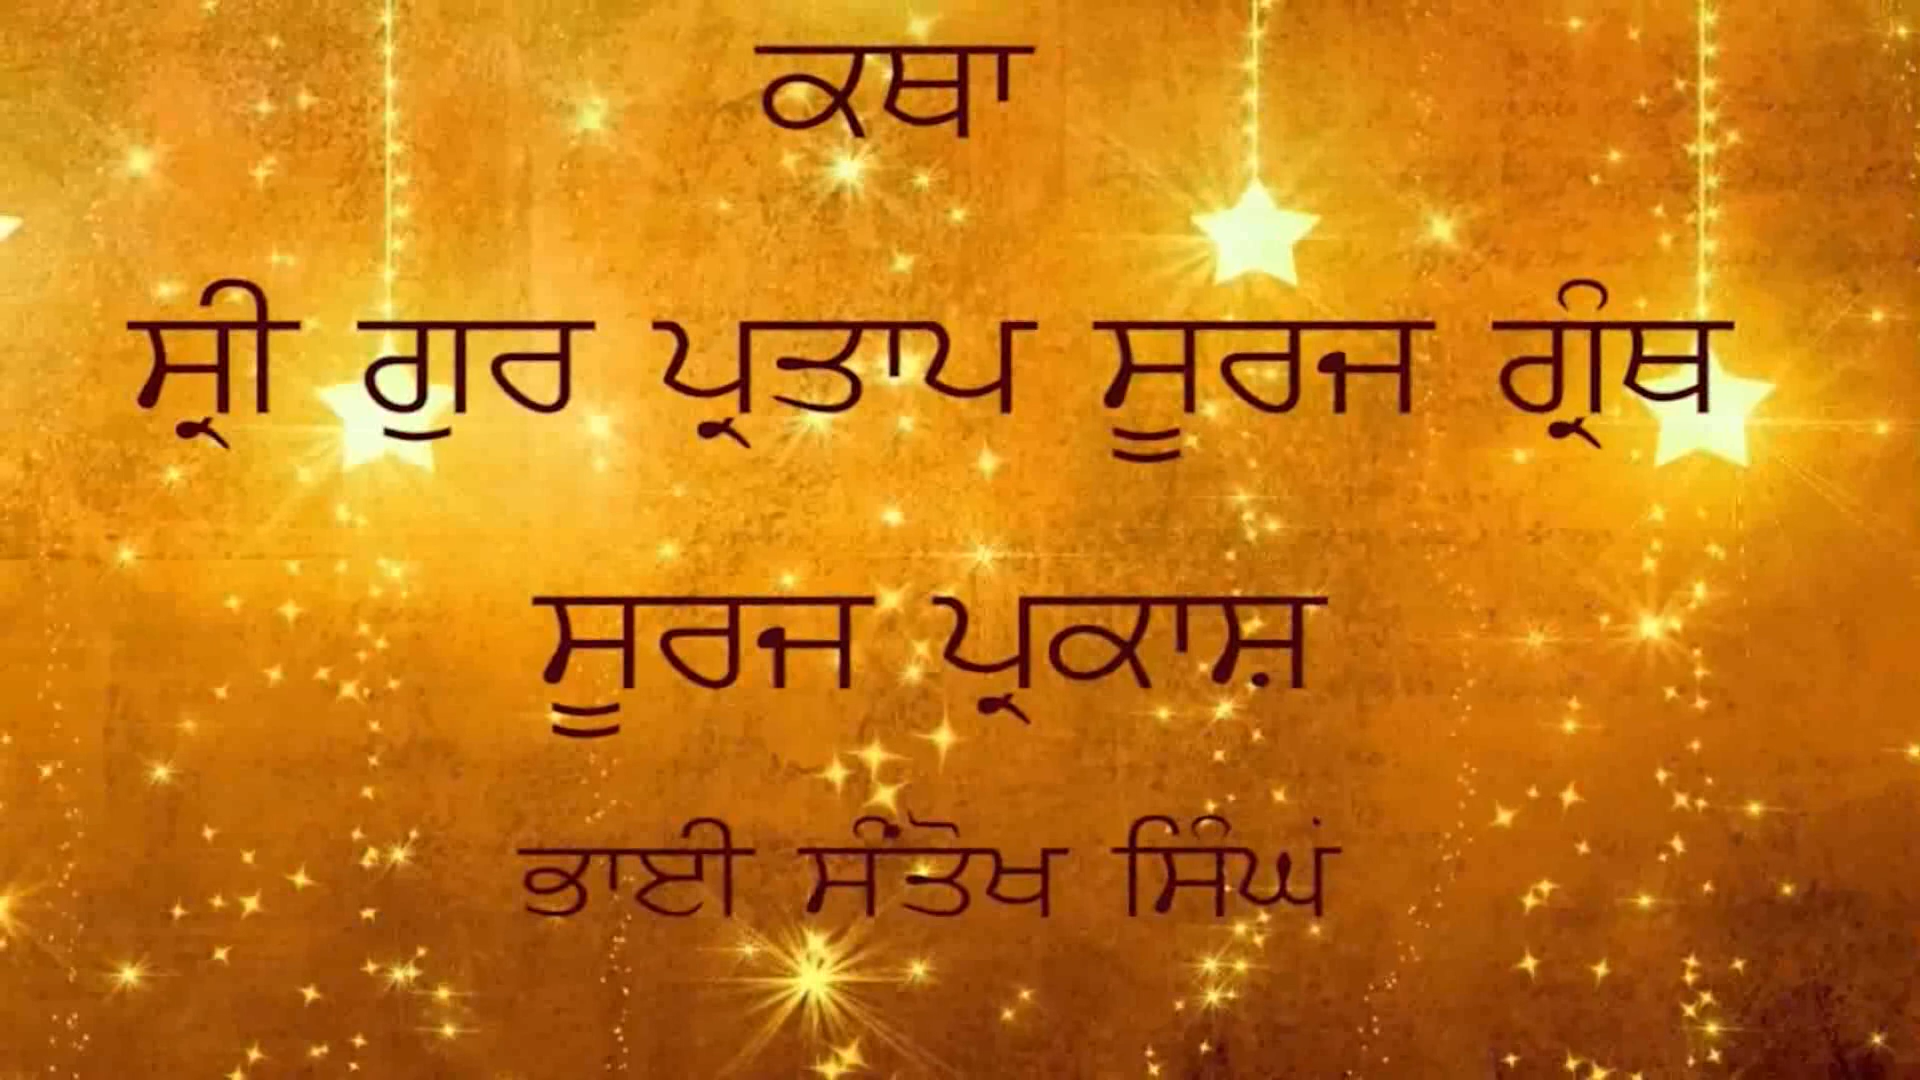 ਕਥਾ
ਸ੍ਰੀ ਗੁਰ ਪ੍ਰਤਾਪ ਸੂਰਜ ਗ੍ਰੰਥ
ਸੂਰਜ ਪ੍ਰਕਾਸ਼
ਭਾਈ ਸੰਤੋਖ ਸਿੰਘਂ